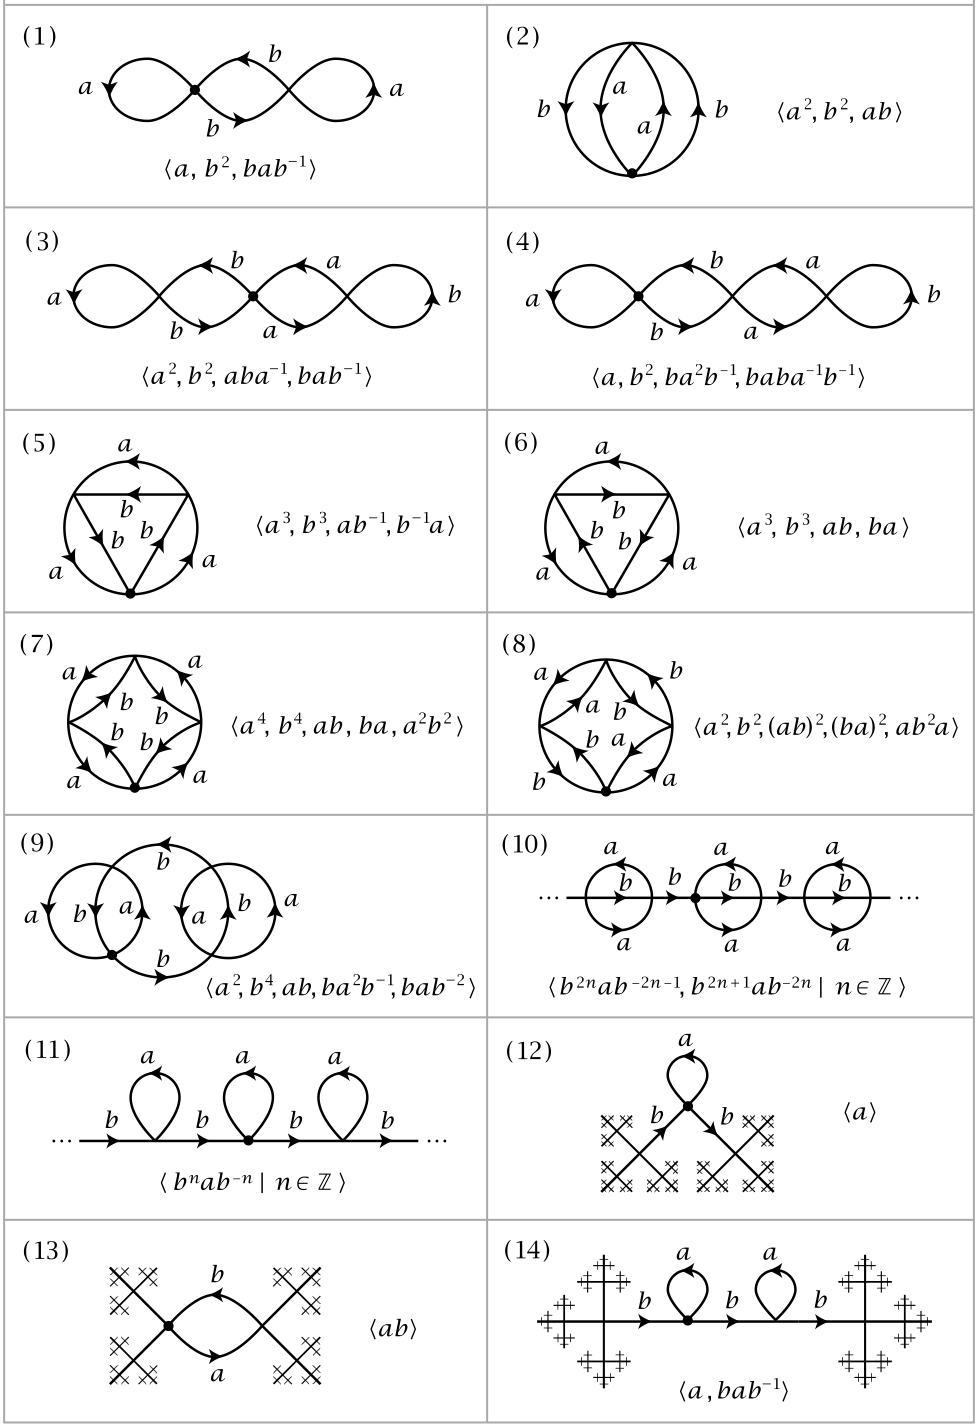 (1)
b
a
a
b
⟨a, b², bab⁻¹⟩
(2)
a
b
b
a
⟨a², b², ab⟩
(3)
b
a
a
b
b
a
⟨a², b², aba⁻¹, bab⁻¹⟩
(4)
b
a
a
b
b
a
⟨a, b², ba²b⁻¹, baba⁻¹b⁻¹⟩
(5)
a
b
b
b
a
a
⟨a³, b³, ab⁻¹, b⁻¹a⟩
(6)
a
b
b
b
a
a
⟨a³, b³, ab, ba⟩
(7)
a
a
b
b
b
b
a
a
⟨a⁴, b⁴, ab, ba, a²b²⟩
(8)
a
b
a
b
b
a
b
a
⟨a², b², (ab)², (ba)², ab²a⟩
(9)
b
a
b
a
a
b
a
b
⟨a², b⁴, ab, ba²b⁻¹, bab⁻²⟩
(10)
a
a
a
...
b
b
b
b
b
...
a
a
a
⟨b²ⁿab⁻²ⁿ⁻¹, b²ⁿ⁺¹ab⁻²ⁿ | n ∈ ℤ⟩
(11)
a
a
a
b
b
b
b
...
...
⟨bⁿab⁻ⁿ | n ∈ ℤ⟩
(12)
a
b
b
⟨a⟩
(13)
b
a
⟨ab⟩
(14)
a
a
b
b
b
⟨a, bab⁻¹⟩